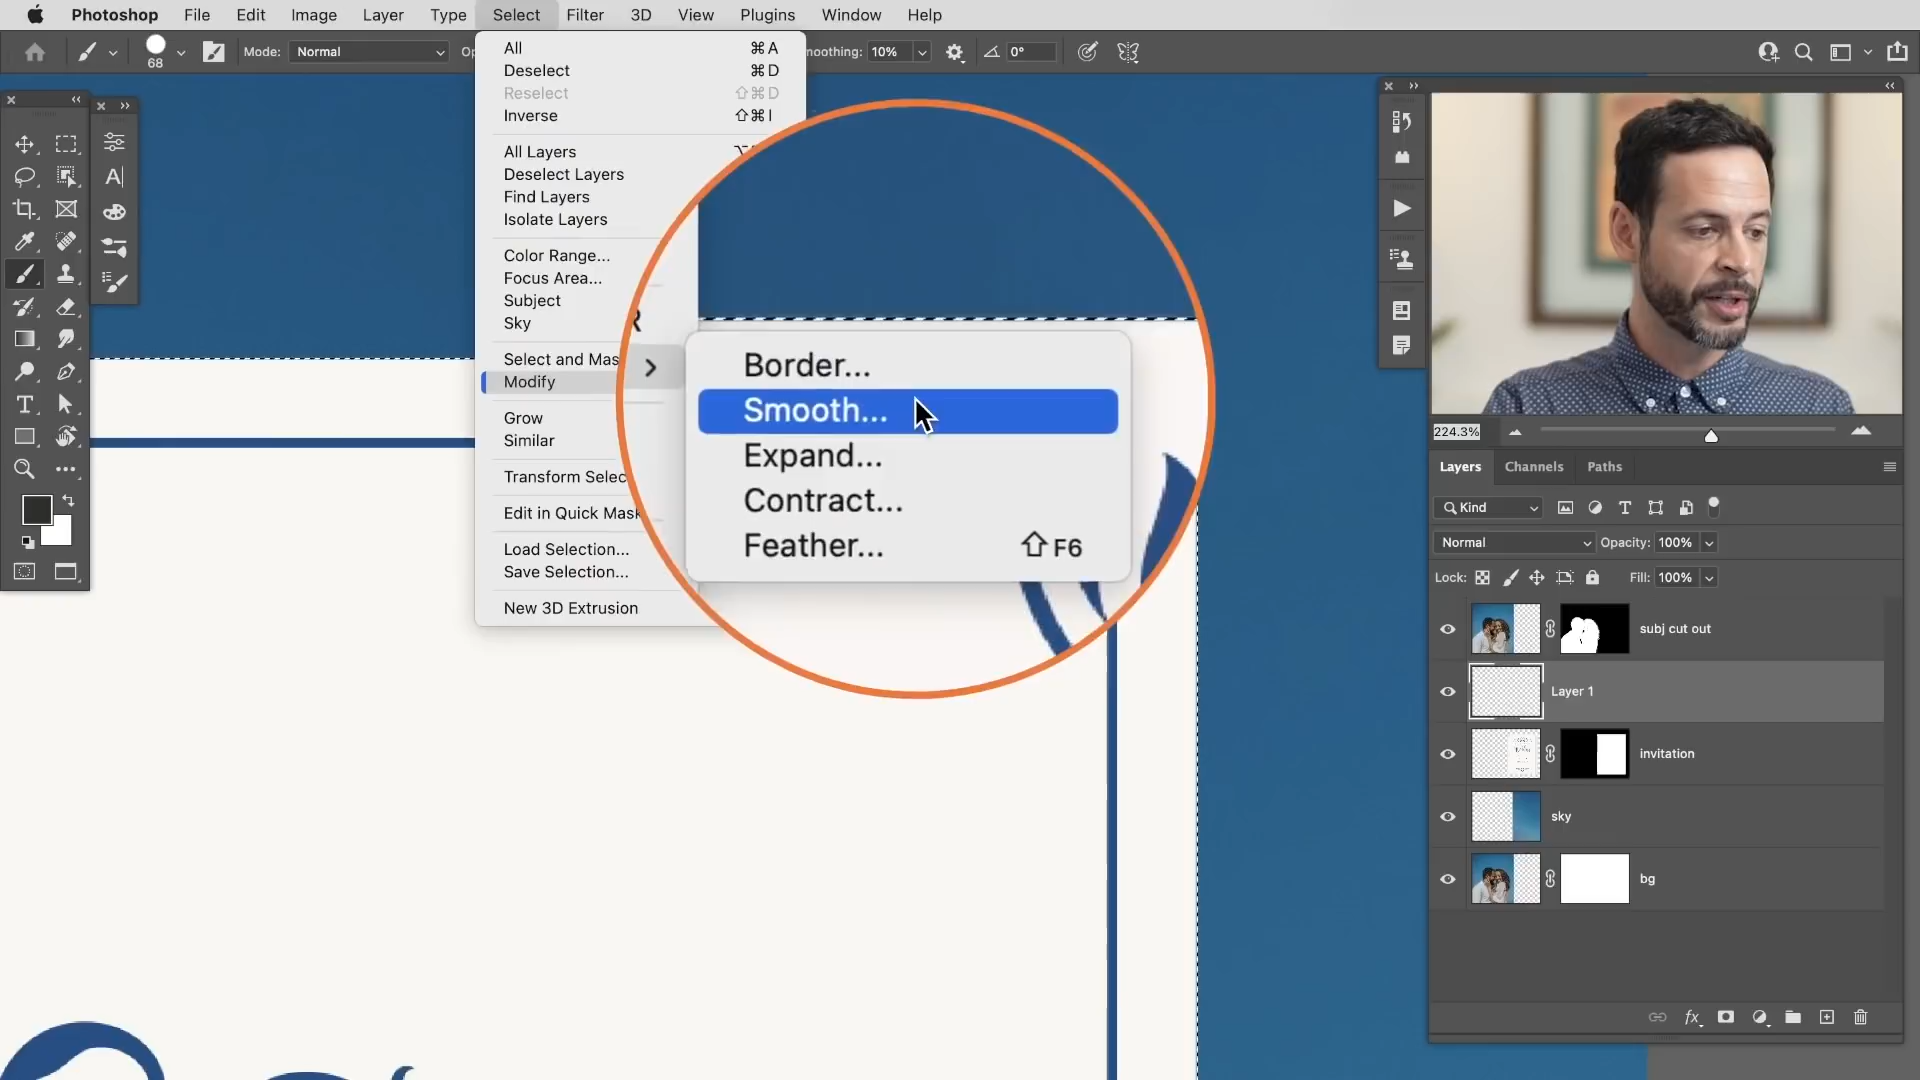 Photoshop File Edit Image Layer Type Select Filter 3D View Plugins Window Help
68
Mode: Normal
moothing: 10%
0°
All ⌘A
Deselect ⌘D
Reselect ⇧⌘D
Inverse ⇧⌘I
All Layers
Deselect Layers
Find Layers
Isolate Layers
Color Range...
Focus Area...
Subject
Sky
Select and Mas
R
Modify
Grow
Similar
Transform Selec
Edit in Quick Mask
Load Selection...
Save Selection...
New 3D Extrusion
Border...
Smooth...
Expand...
Contract...
Feather... ⇧F6
224.3%
Layers Channels Paths
Kind
Normal Opacity: 100%
Lock: Fill: 100%
subj cut out
Layer 1
invitation
sky
bg